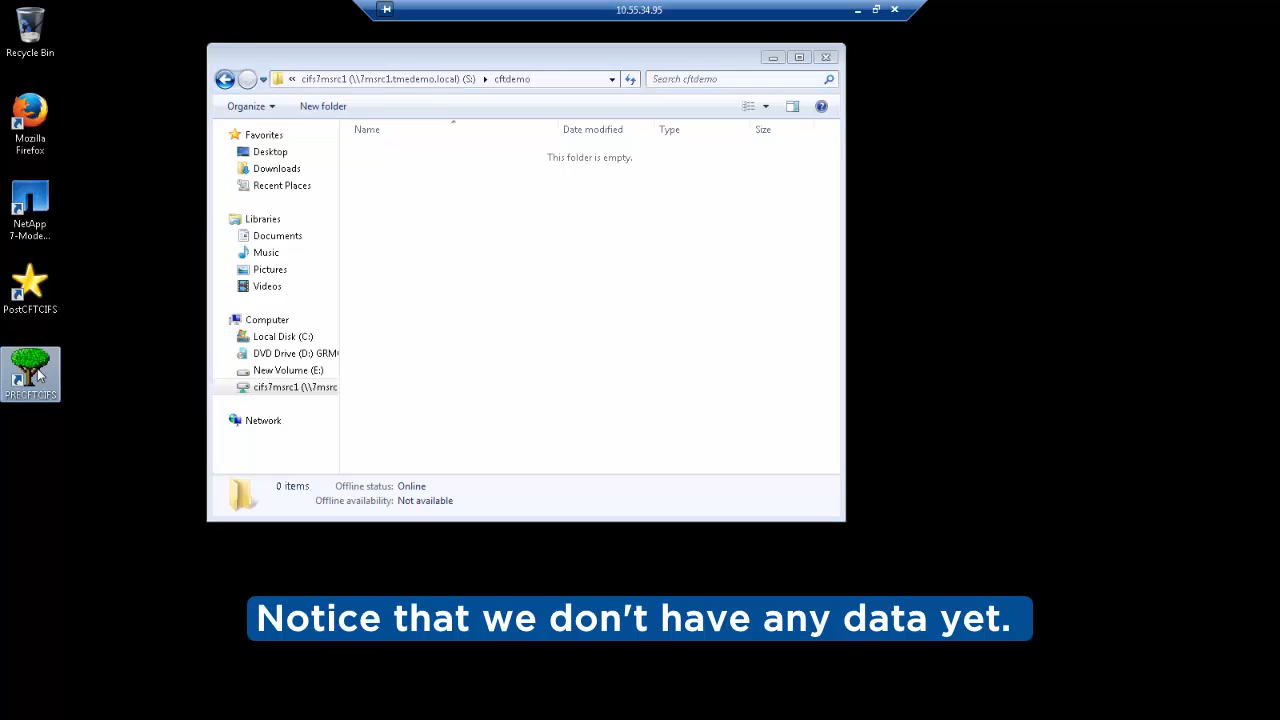 10.55.34.95
Recycle Bin
Mozilla
Firefox
NetApp
7-Mode...
PostCFTCIFS
PRECFTCIFS
« cifs7msrc1 (\\7msrc1.tmedemo.local) (S:) ▸ cftdemo
Search cftdemo
Organize
New folder
Favorites
Desktop
Downloads
Recent Places
Libraries
Documents
Music
Pictures
Videos
Computer
Local Disk (C:)
DVD Drive (D:) GRM
New Volume (E:)
cifs7msrc1 (\\7msrc
Network
Name
Date modified
Type
Size
This folder is empty.
0 items
Offline status: Online
Offline availability: Not available
Notice that we don't have any data yet.